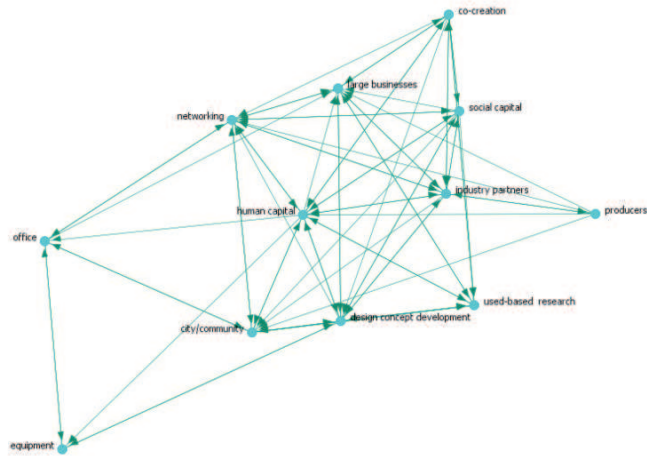 co-creation
large businesses
social capital
networking
industry partners
human capital
producers
office
used-based research
design concept development
city/community
equipment